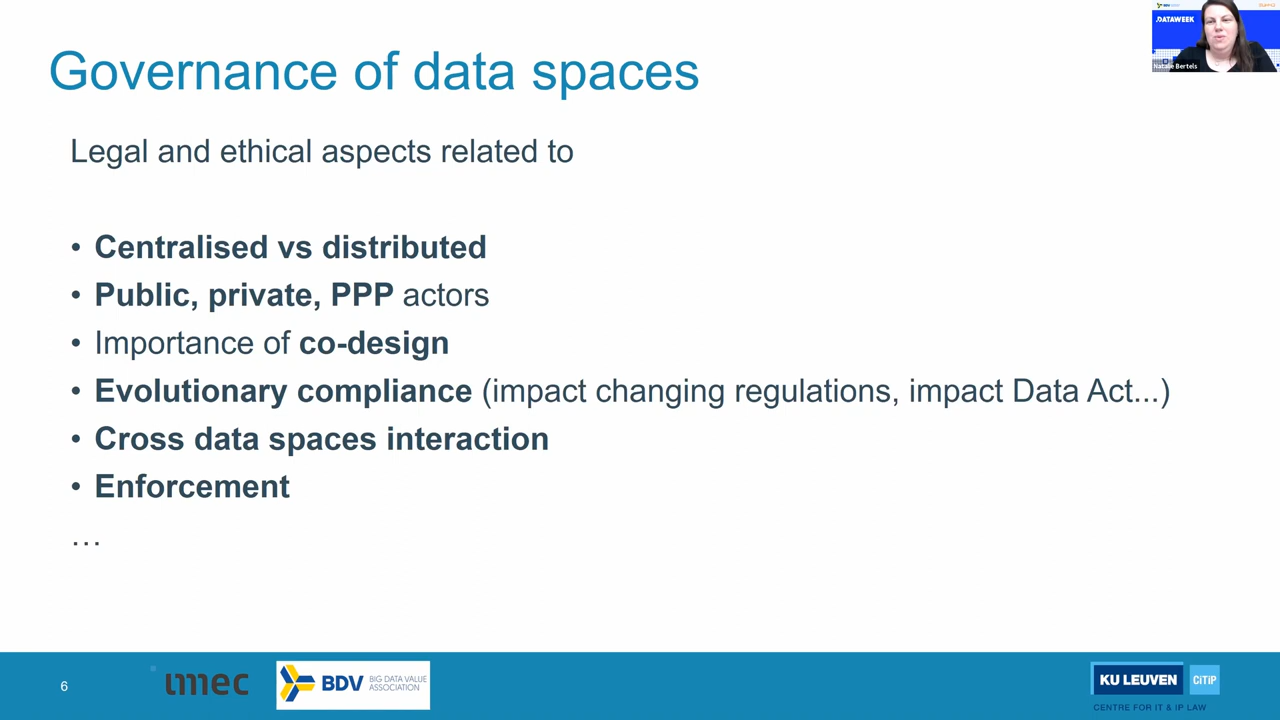 Governance of data spaces
DATAWEEK
Natalie Bertels
Legal and ethical aspects related to
• Centralised vs distributed
• Public, private, PPP actors
• Importance of co-design
• Evolutionary compliance (impact changing regulations, impact Data Act...)
• Cross data spaces interaction
• Enforcement
…
6
imec
BDV
BIG DATA VALUE
ASSOCIATION
KU LEUVEN
CiTiP
CENTRE FOR IT & IP LAW